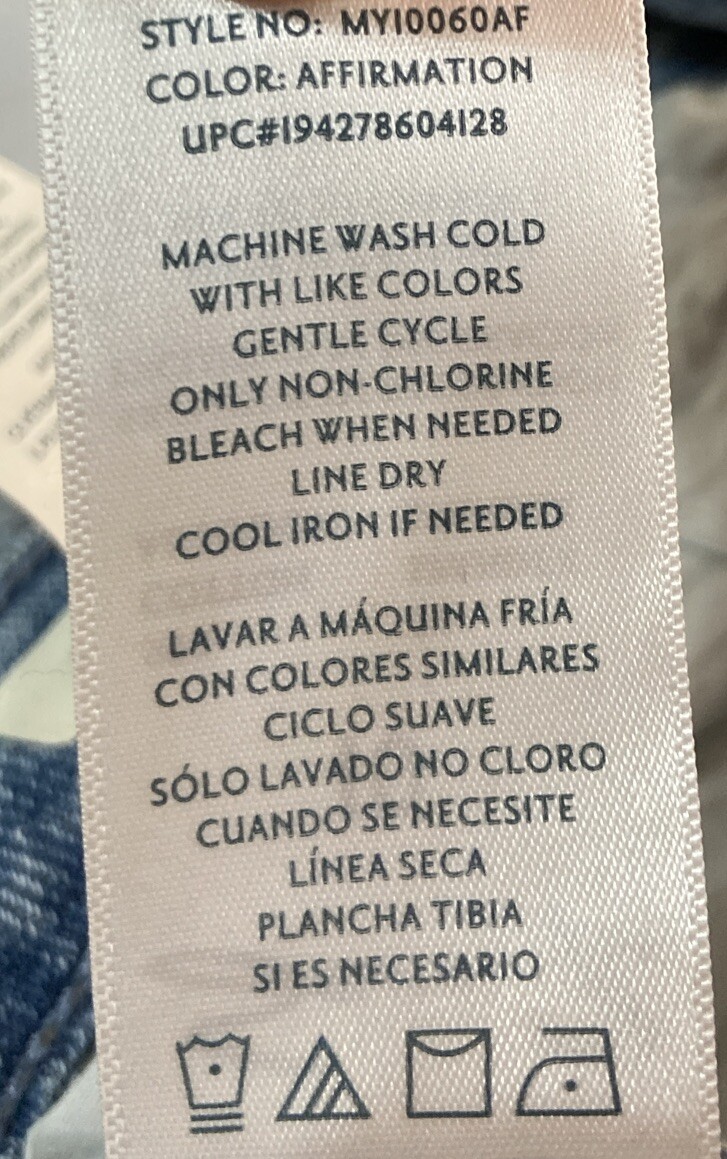 STYLE NO: MY10060AF
COLOR: AFFIRMATION
UPC#194278604128
MACHINE WASH COLD
WITH LIKE COLORS
GENTLE CYCLE
ONLY NON-CHLORINE
BLEACH WHEN NEEDED
LINE DRY
COOL IRON IF NEEDED
LAVAR A MÁQUINA FRÍA
CON COLORES SIMILARES
CICLO SUAVE
SÓLO LAVADO NO CLORO
CUANDO SE NECESITE
LÍNEA SECA
PLANCHA TIBIA
SI ES NECESARIO